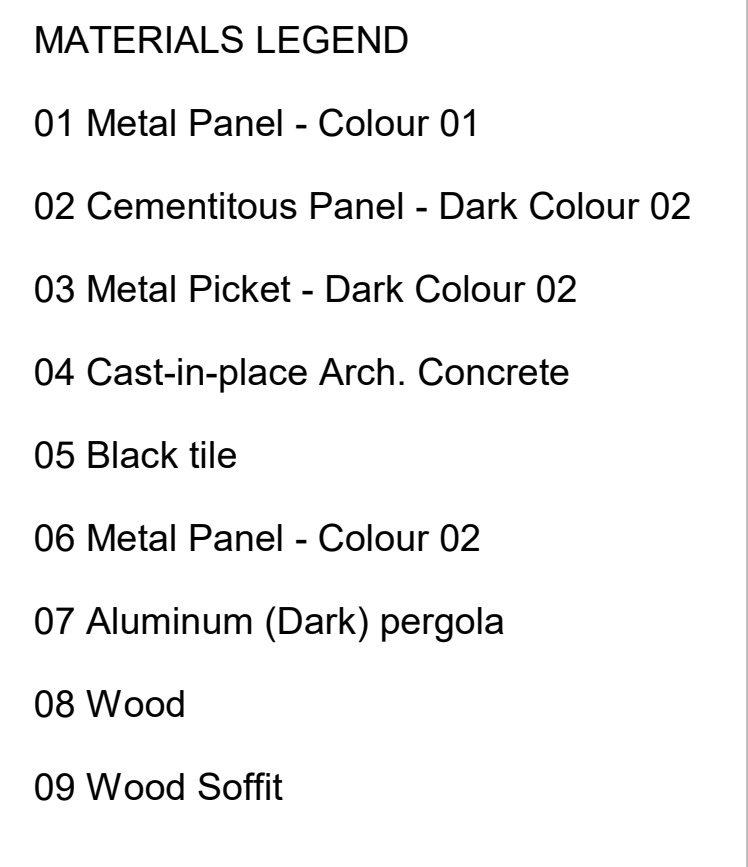 MATERIALS LEGEND
01 Metal Panel - Colour 01
02 Cementitous Panel - Dark Colour 02
03 Metal Picket - Dark Colour 02
04 Cast-in-place Arch. Concrete
05 Black tile
06 Metal Panel - Colour 02
07 Aluminum (Dark) pergola
08 Wood
09 Wood Soffit